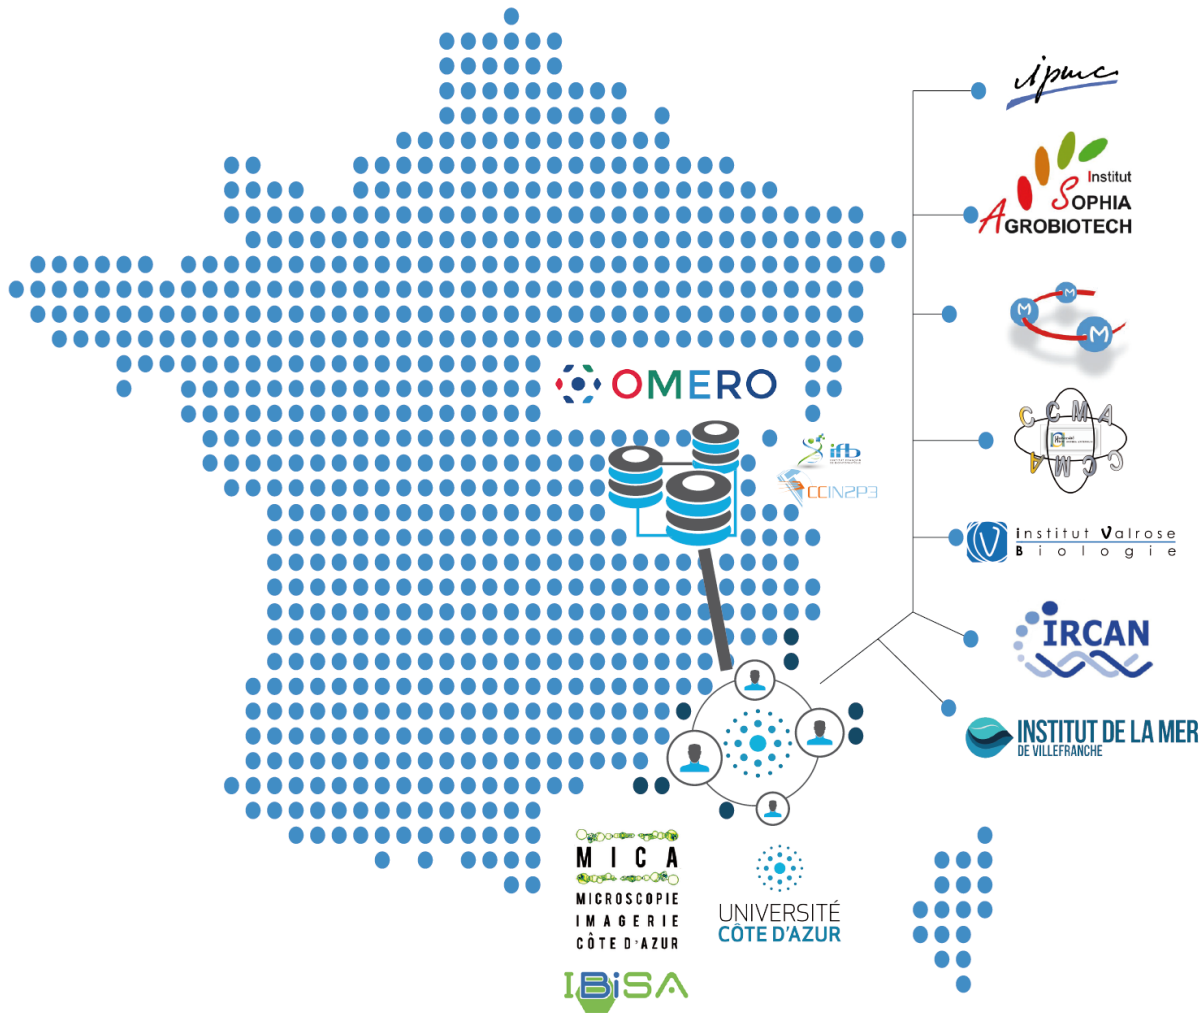 ipmc
Institut
SOPHIA
AGROBIOTECH
M
M
M
OMERO
CCMA
CCMA
ifb
CCIN2P3
institut Valrose
Biologie
IRCAN
INSTITUT DE LA MER
DE VILLEFRANCHE
MICA
MICROSCOPIE
IMAGERIE
CÔTE D'AZUR
UNIVERSITÉ
CÔTE D'AZUR
IBiSA